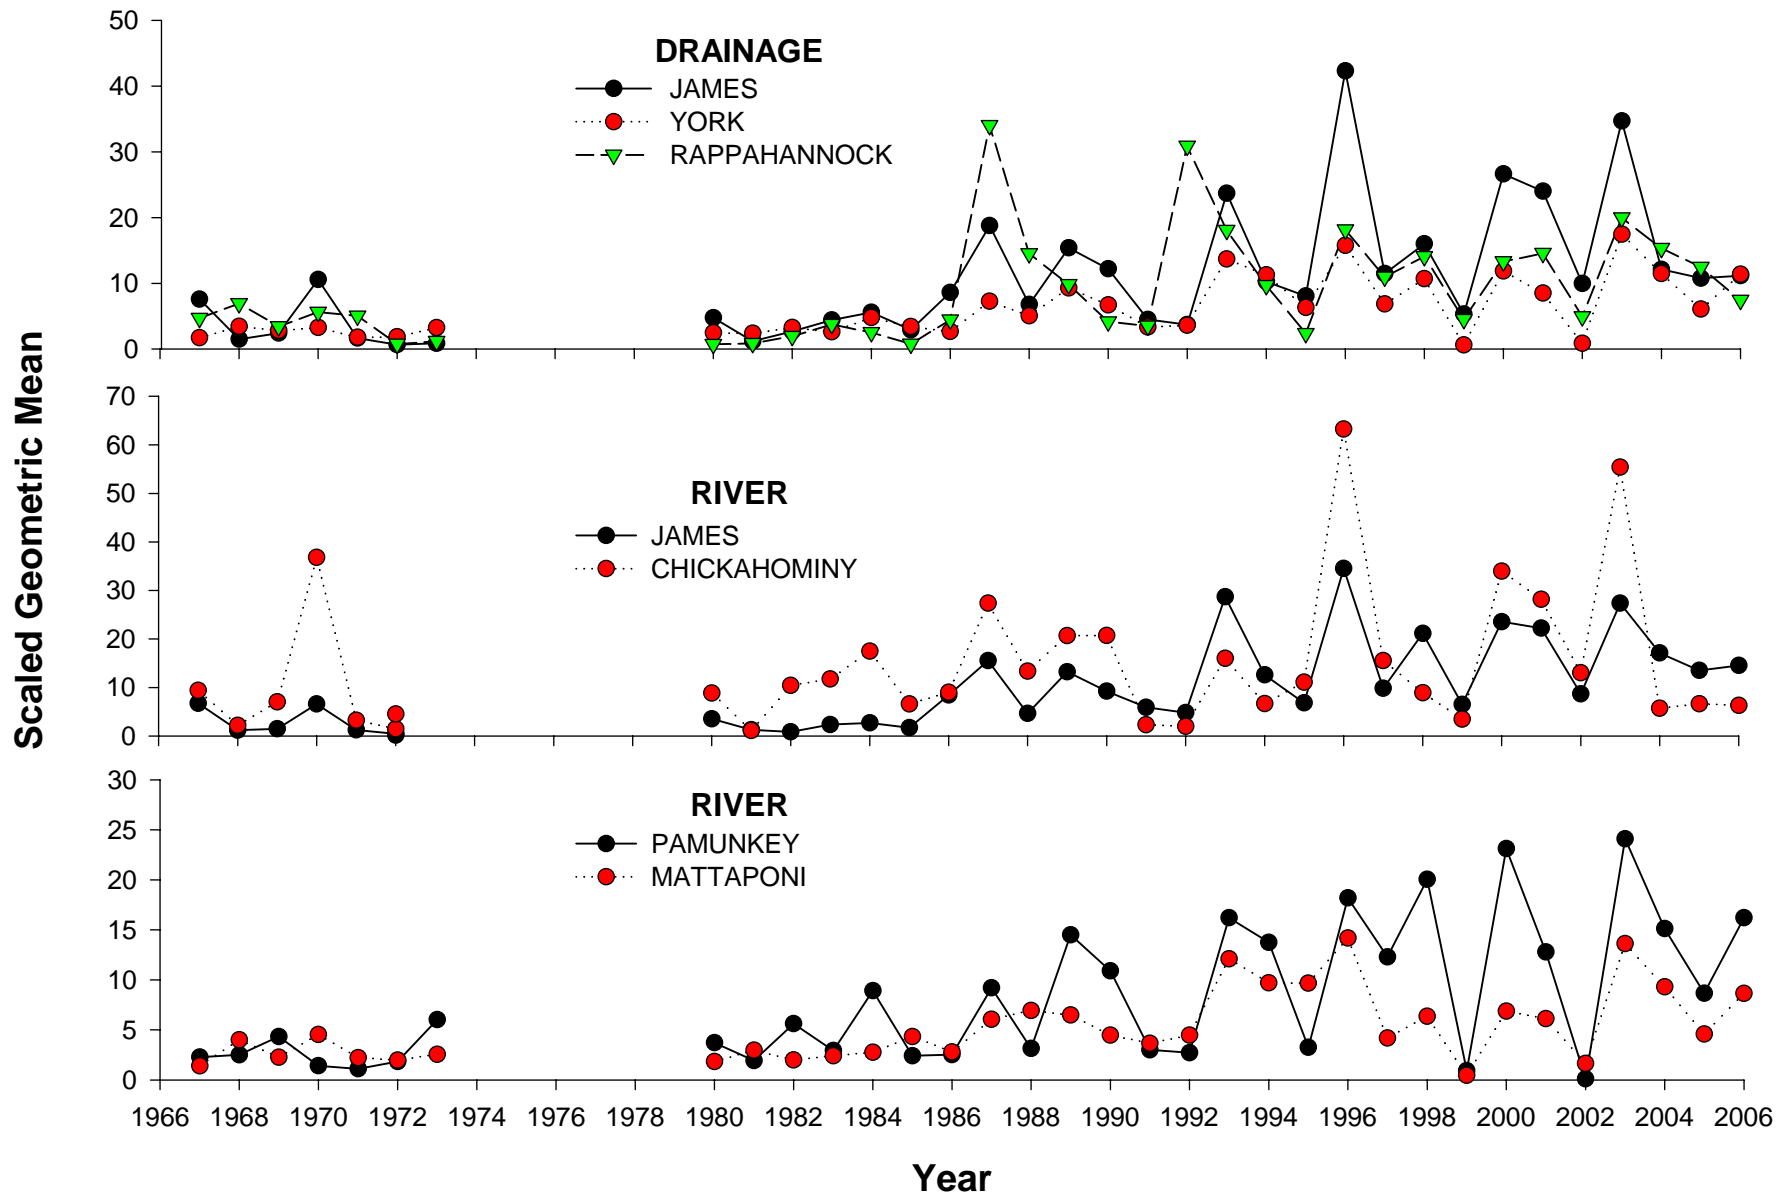 50
40
30
20
10
0
DRAINAGE
JAMES
YORK
RAPPAHANNOCK
Scaled Geometric Mean
70
60
50
40
30
20
10
0
RIVER
JAMES
CHICKAHOMINY
30
25
20
15
10
5
0
RIVER
PAMUNKEY
MATTAPONI
1966 1968 1970 1972 1974 1976 1978 1980 1982 1984 1986 1988 1990 1992 1994 1996 1998 2000 2002 2004 2006
Year